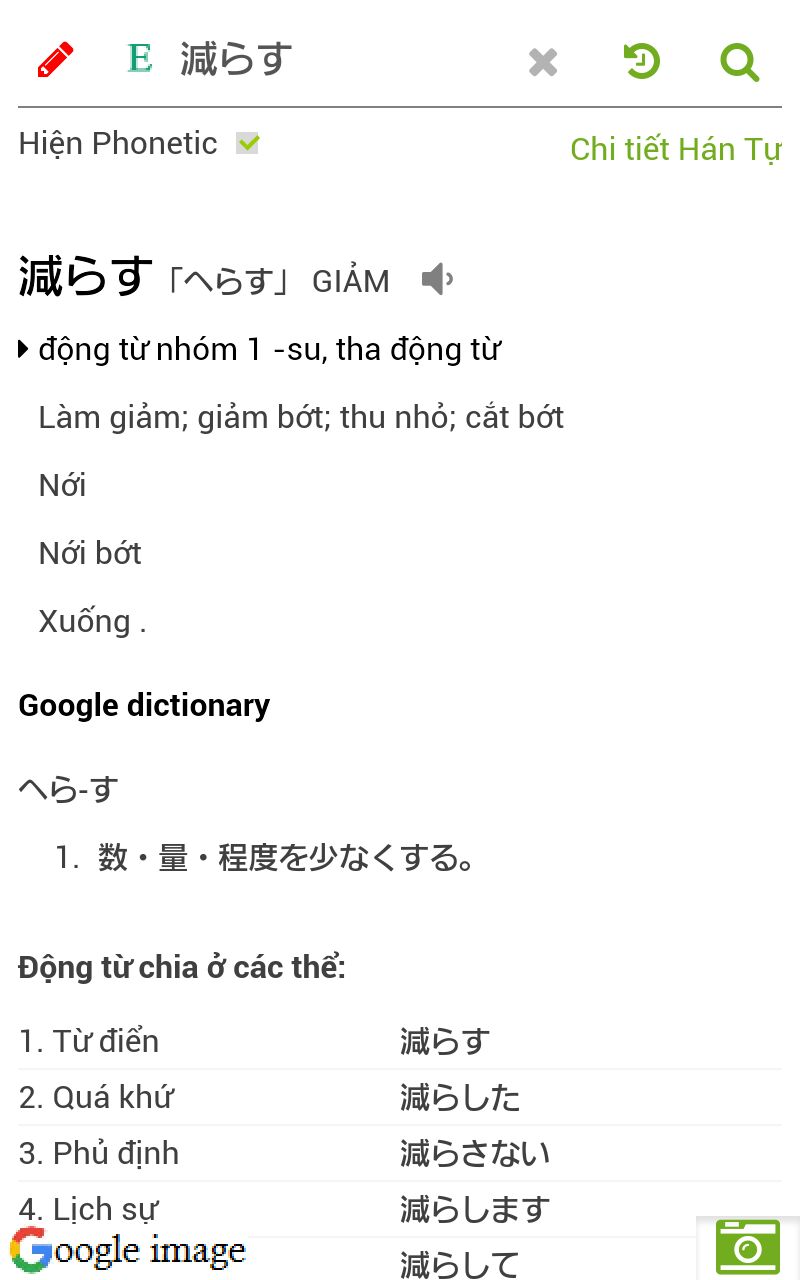 E 減らす
Hiện Phonetic
Chi tiết Hán Tự
減らす 「へらす」 GIẢM
động từ nhóm 1 -su, tha động từ
Làm giảm; giảm bớt; thu nhỏ; cắt bớt
Nới
Nới bớt
Xuống .
Google dictionary
へら-す
1. 数・量・程度を少なくする。
Động từ chia ở các thể:
1. Từ điển 減らす
2. Quá khứ 減らした
3. Phủ định 減らさない
4. Lịch sự 減らします
減らして
Google image